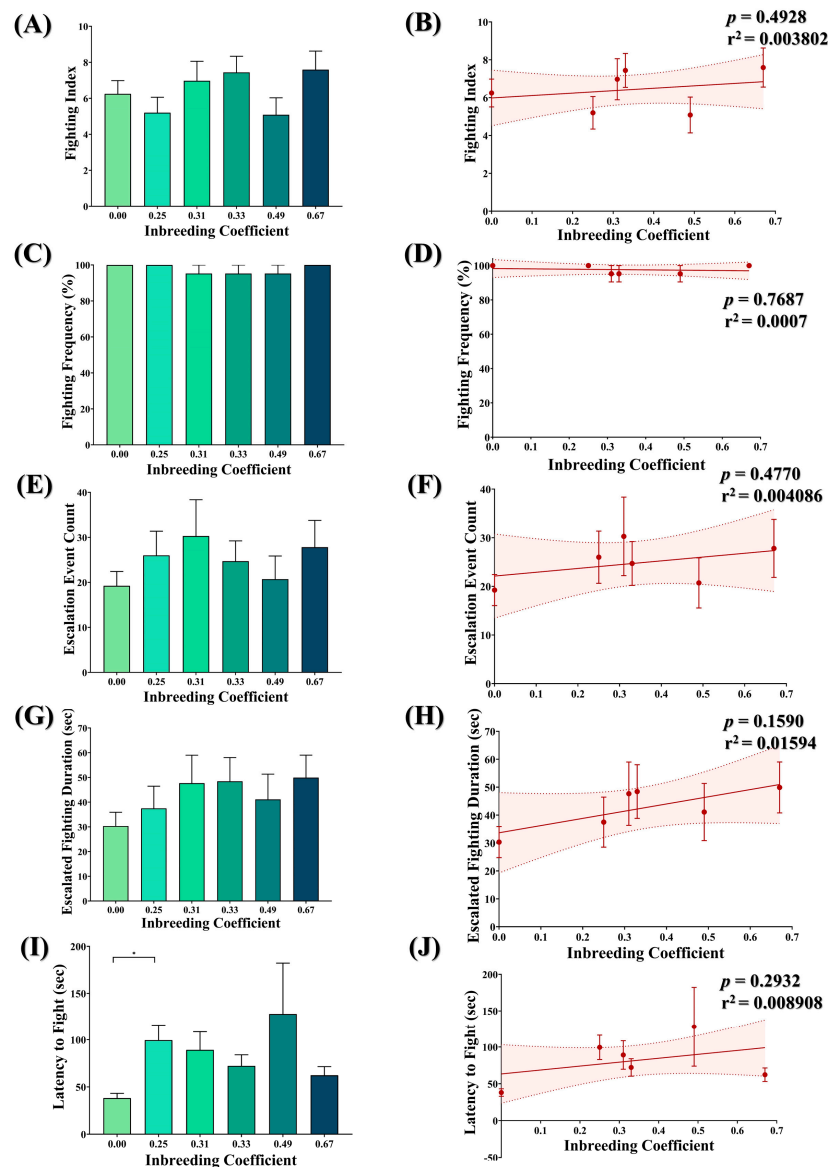 (A)
10
8
6
4
2
0
Fighting Index
0.00 0.25 0.31 0.33 0.49 0.67
Inbreeding Coefficient
(B)
p = 0.4928
r² = 0.003802
10
8
6
4
2
0
Fighting Index
0.0 0.1 0.2 0.3 0.4 0.5 0.6 0.7
Inbreeding Coefficient
(C)
100
80
60
40
20
0
Fighting Frequency (%)
0.00 0.25 0.31 0.33 0.49 0.67
Inbreeding Coefficient
(D)
100
80
60
40
20
0
Fighting Frequency (%)
p = 0.7687
r² = 0.0007
0.0 0.1 0.2 0.3 0.4 0.5 0.6 0.7
Inbreeding Coefficient
(E)
40
30
20
10
0
Escalation Event Count
0.00 0.25 0.31 0.33 0.49 0.67
Inbreeding Coefficient
(F)
p = 0.4770
r² = 0.004086
40
30
20
10
0
Escalation Event Count
0.0 0.1 0.2 0.3 0.4 0.5 0.6 0.7
Inbreeding Coefficient
(G)
70
60
50
40
30
20
10
0
Escalated Fighting Duration (sec)
0.00 0.25 0.31 0.33 0.49 0.67
Inbreeding Coefficient
(H)
p = 0.1590
r² = 0.01594
70
60
50
40
30
20
10
0
Escalated Fighting Duration (sec)
0.0 0.1 0.2 0.3 0.4 0.5 0.6 0.7
Inbreeding Coefficient
(I)
200
150
100
50
0
*
Latency to Fight (sec)
0.00 0.25 0.31 0.33 0.49 0.67
Inbreeding Coefficient
(J)
p = 0.2932
r² = 0.008908
200
150
100
50
0
-50
Latency to Fight (sec)
0.1 0.2 0.3 0.4 0.5 0.6 0.7
Inbreeding Coefficient